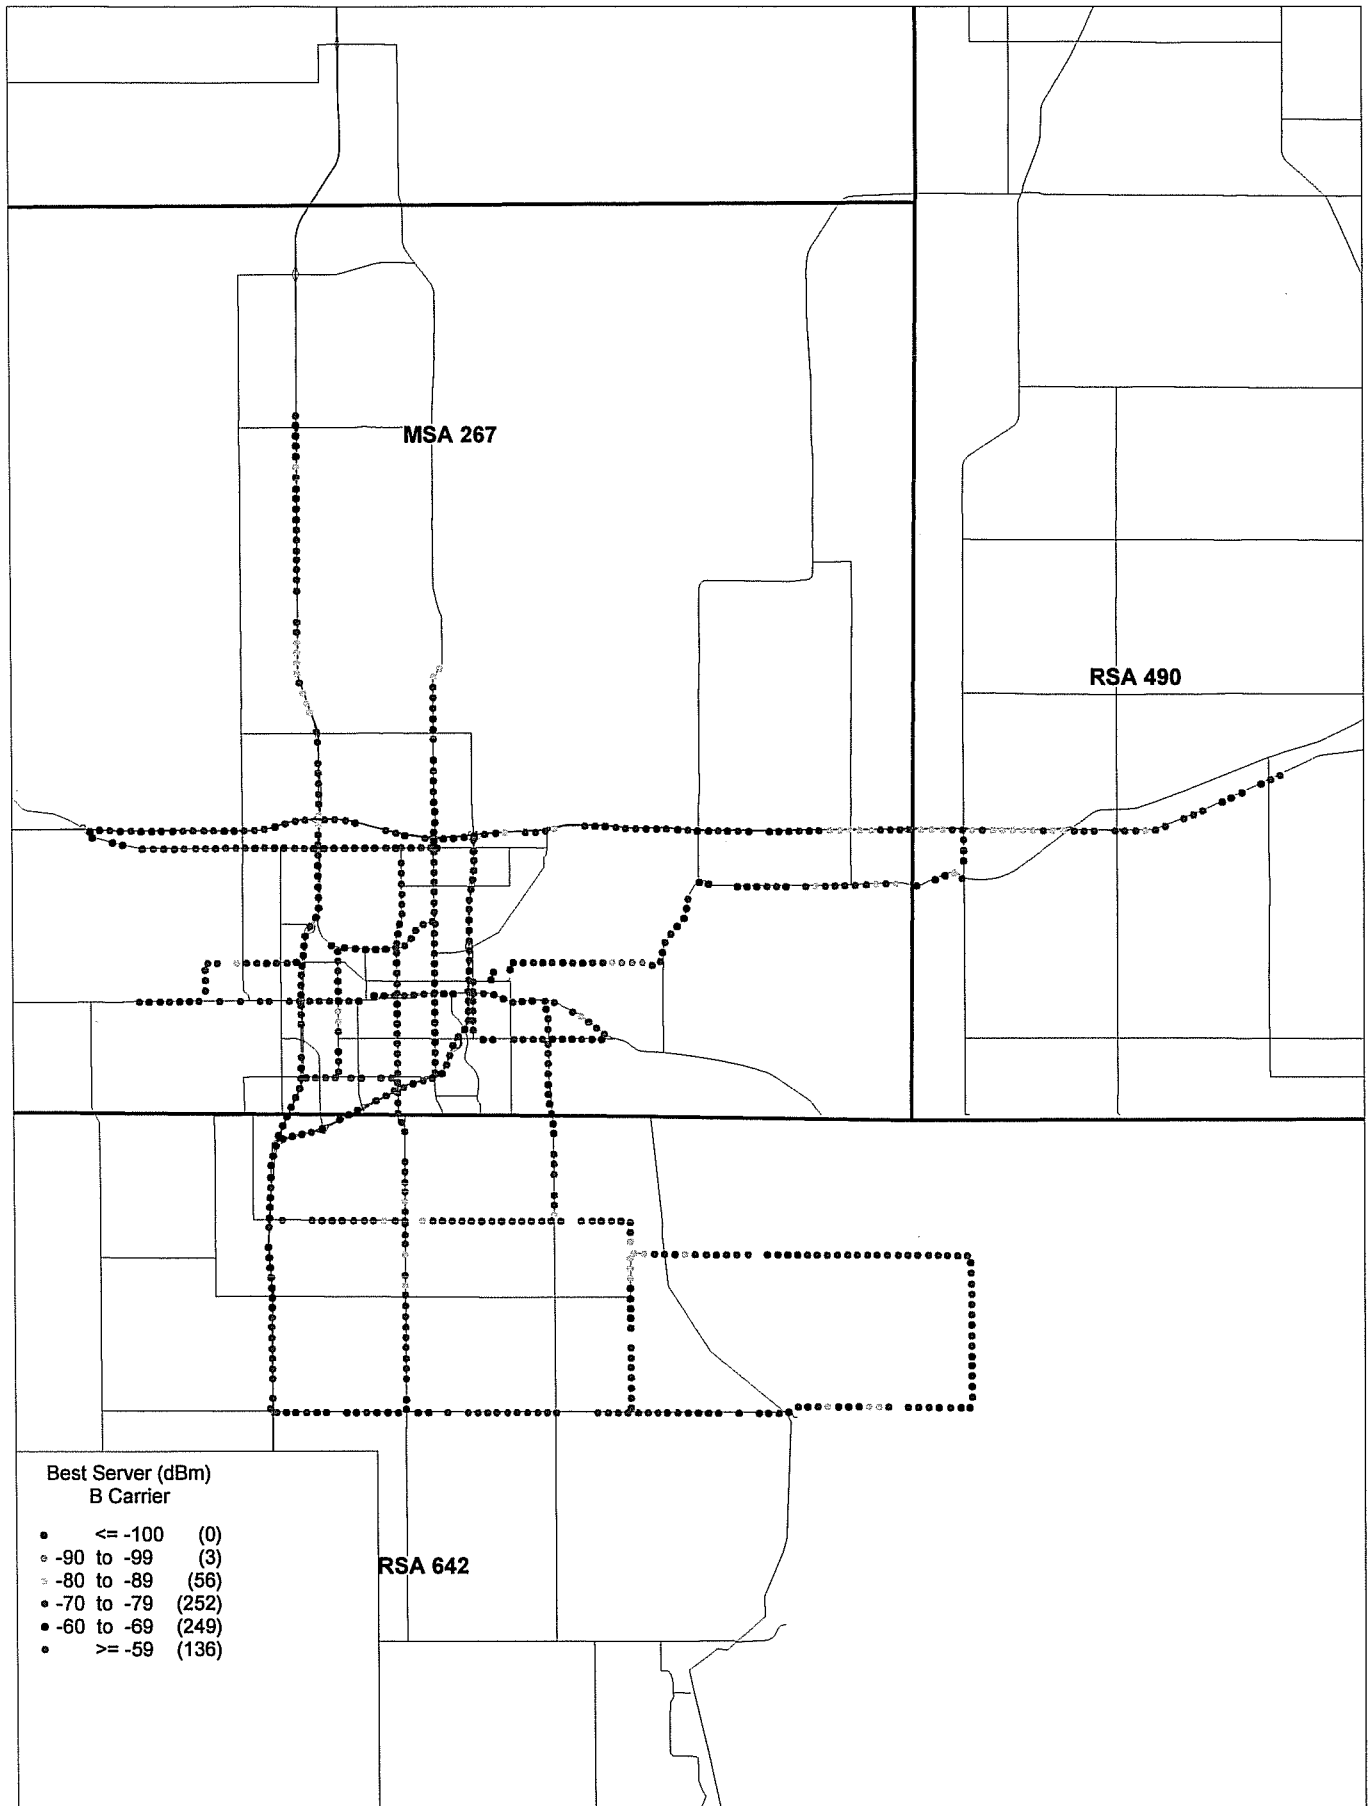 MSA 267
RSA 490
Best Server (dBm)
B Carrier
<= -100 (0)
-90 to -99 (3)
-80 to -89 (56)
-70 to -79 (252)
-60 to -69 (249)
>= -59 (136)
RSA 642